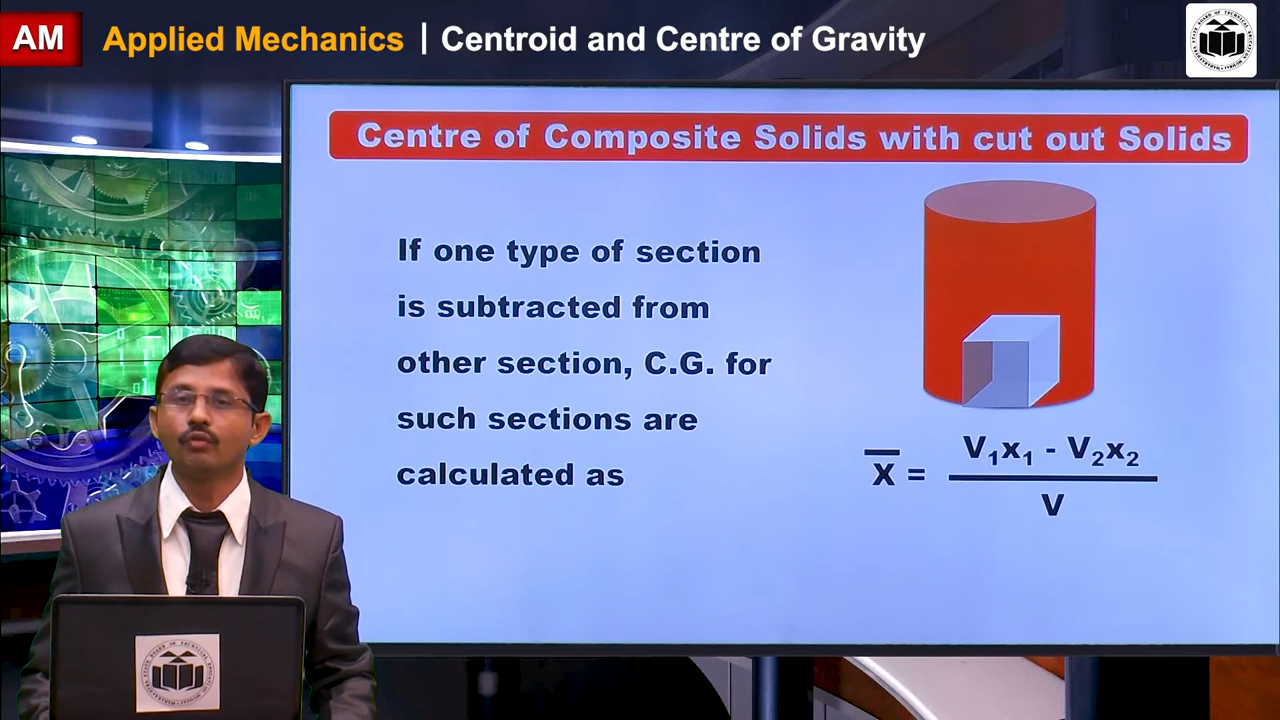 AM Applied Mechanics | Centroid and Centre of Gravity
Centre of Composite Solids with cut out Solids
If one type of section
is subtracted from
other section, C.G. for
such sections are
calculated as
V₁x₁ - V₂x₂
X̅ =
V